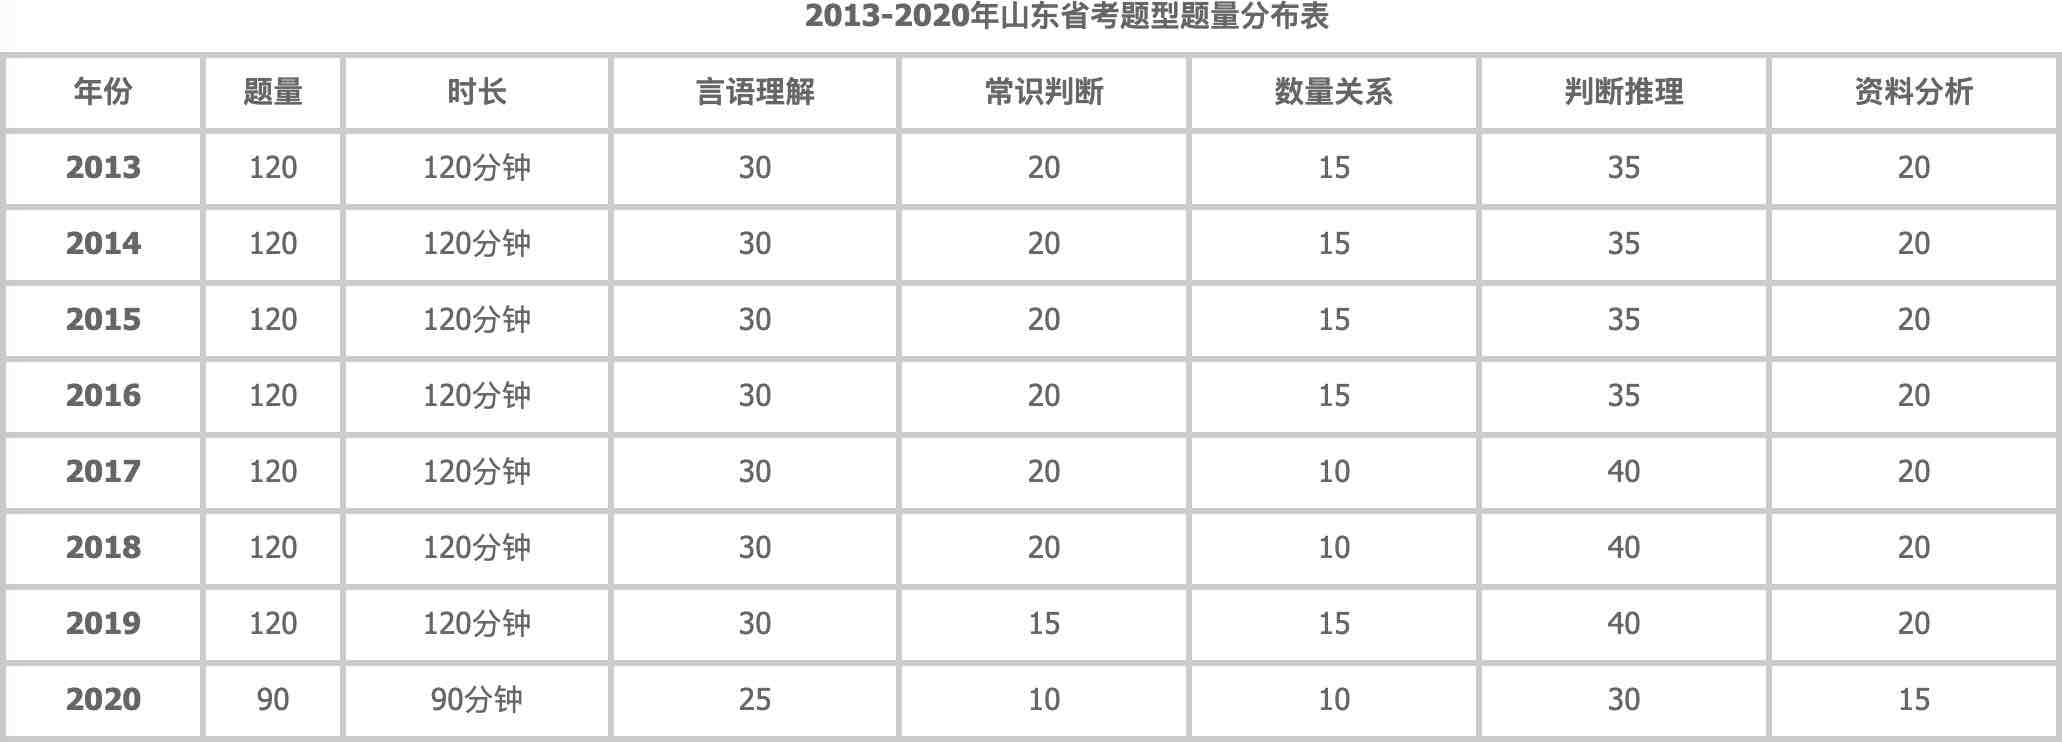 2013-2020年山东省考题型题量分布表
年份 题量 时长 言语理解 常识判断 数量关系 判断推理 资料分析
2013 120 120分钟 30 20 15 35 20
2014 120 120分钟 30 20 15 35 20
2015 120 120分钟 30 20 15 35 20
2016 120 120分钟 30 20 15 35 20
2017 120 120分钟 30 20 10 40 20
2018 120 120分钟 30 20 10 40 20
2019 120 120分钟 30 15 15 40 20
2020 90 90分钟 25 10 10 30 15